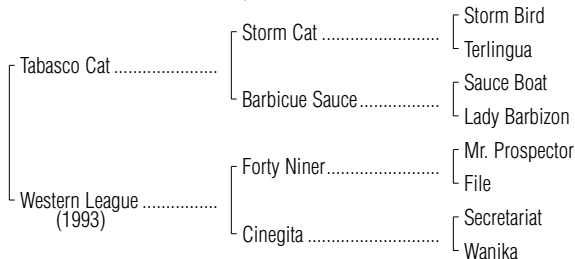 Storm Bird
Storm Cat ........................
Terlingua
Tabasco Cat .....................
Sauce Boat
Barbicue Sauce................
Lady Barbizon
Mr. Prospector
Forty Niner.......................
File
Western League ...............
(1993)
Secretariat
Cinegita ...........................
Wanika